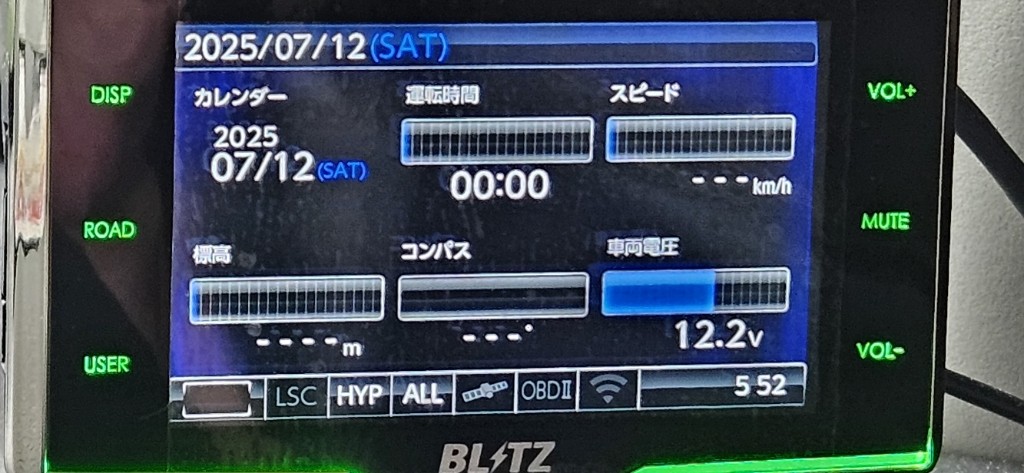 2025/07/12(SAT)
DISP
VOL+
カレンダー
運転時間
スピード
2025
07/12(SAT)
00:00
---km/h
ROAD
MUTE
標高
コンパス
車両電圧
----m
---°
12.2v
USER
VOL-
LSC HYP ALL OBDII 5 52
BLITZ